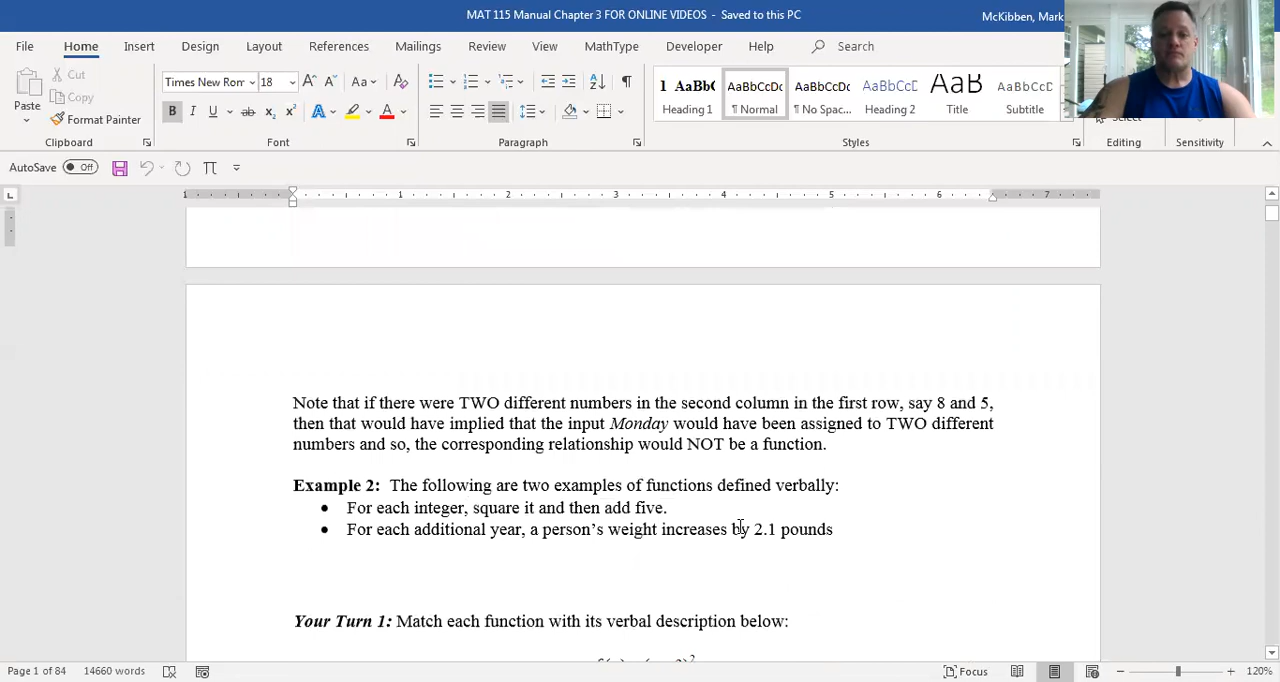 MAT 115 Manual Chapter 3 FOR ONLINE VIDEOS - Saved to this PC
McKibben, Mark
File Home Insert Design Layout References Mailings Review View MathType Developer Help Search
Cut
Copy
Paste
Format Painter
Times New Rom 18
1 AaBbC Heading 1
AaBbCcDc ¶ Normal
AaBbCcDc ¶ No Spac...
AaBbCcD Heading 2
AaB Title
AaBbCcD Subtitle
Clipboard Font Paragraph Styles Editing Sensitivity
AutoSave Off
1 1 2 3 4 5 6 7
Note that if there were TWO different numbers in the second column in the first row, say 8 and 5,
then that would have implied that the input Monday would have been assigned to TWO different
numbers and so, the corresponding relationship would NOT be a function.
Example 2: The following are two examples of functions defined verbally:
• For each integer, square it and then add five.
• For each additional year, a person's weight increases by 2.1 pounds
Your Turn 1: Match each function with its verbal description below:
Page 1 of 84 14660 words Focus 120%